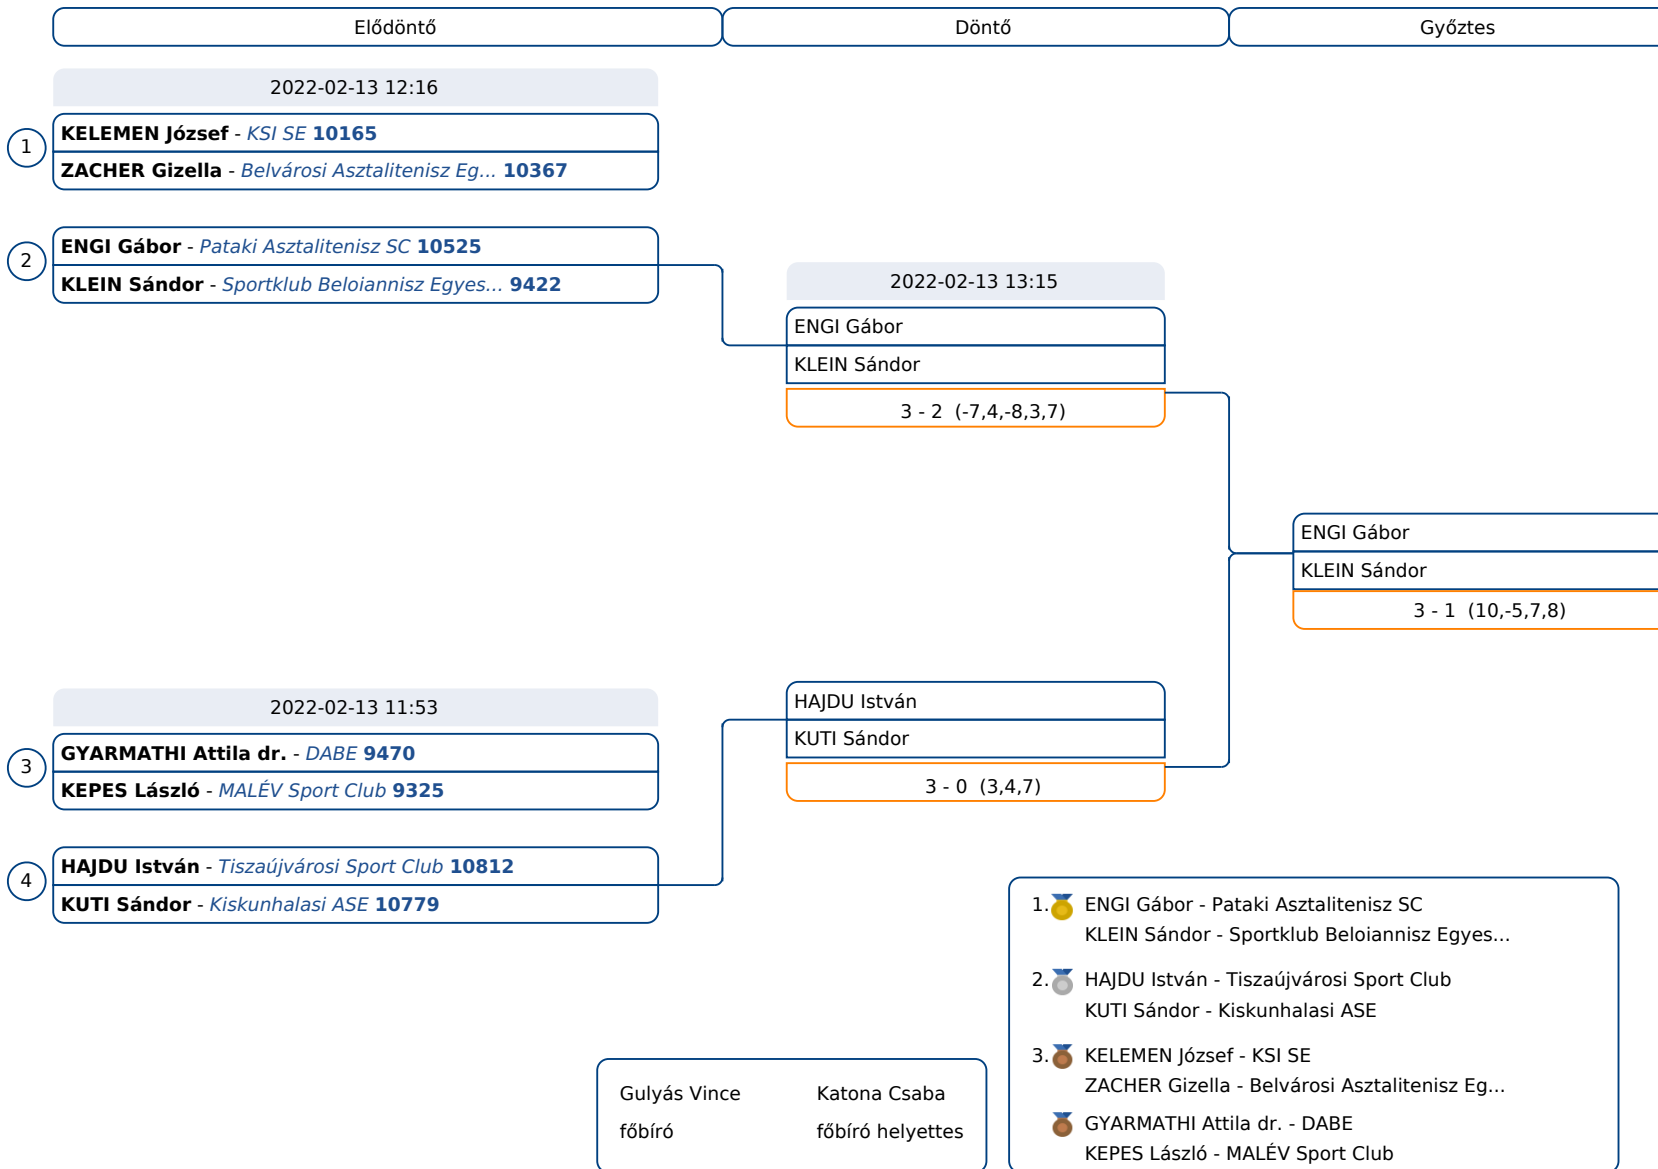 Elődöntő
Döntő
Győztes
2022-02-13 12:16
1
KELEMEN József - KSI SE 10165
ZACHER Gizella - Belvárosi Asztalitenisz Eg... 10367
2
ENGI Gábor - Pataki Asztalitenisz SC 10525
KLEIN Sándor - Sportklub Beloiannisz Egyes... 9422
2022-02-13 13:15
ENGI Gábor
KLEIN Sándor
3 - 2 (-7,4,-8,3,7)
ENGI Gábor
KLEIN Sándor
3 - 1 (10,-5,7,8)
2022-02-13 11:53
3
GYARMATHI Attila dr. - DABE 9470
KEPES László - MALÉV Sport Club 9325
HAJDU István
KUTI Sándor
3 - 0 (3,4,7)
4
HAJDU István - Tiszaújvárosi Sport Club 10812
KUTI Sándor - Kiskunhalasi ASE 10779
1. ENGI Gábor - Pataki Asztalitenisz SC
KLEIN Sándor - Sportklub Beloiannisz Egyes...
2. HAJDU István - Tiszaújvárosi Sport Club
KUTI Sándor - Kiskunhalasi ASE
3. KELEMEN József - KSI SE
ZACHER Gizella - Belvárosi Asztalitenisz Eg...
GYARMATHI Attila dr. - DABE
KEPES László - MALÉV Sport Club
Gulyás Vince
főbíró
Katona Csaba
főbíró helyettes